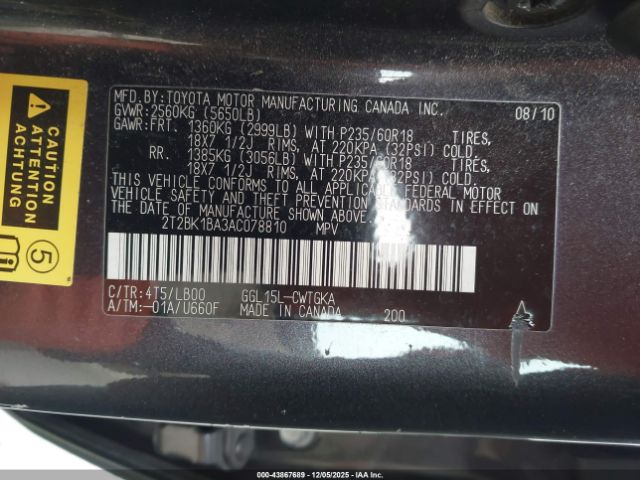 MFD.BY:TOYOTA MOTOR MANUFACTURING CANADA INC. 08/10
GVWR:2560KG (5650LB)
GAWR:FRT. 1360KG (2999LB) WITH P235/60R18 TIRES,
18X7 1/2J RIMS, AT 220KPA (32PSI) COLD
RR. 1385KG (3056LB) WITH P235/60R18 TIRES,
18X7 1/2J RIMS, AT 220KPA (32PSI) COLD
THIS VEHICLE CONFORMS TO ALL APPLICABLE FEDERAL MOTOR
VEHICLE SAFETY AND THEFT PREVENTION STANDARDS IN EFFECT ON
THE DATE OF MANUFACTURE SHOWN ABOVE.
2T2BK1BA3AC078810 MPV
C/TR:4T5/LB00 GGL15L-CWTGKA
A/TM:-01A/U660F MADE IN CANADA 200
CAUTION
ACHTUNG
ATTENTION
5
000-43867689 - 12/05/2025 - IAAI.COM